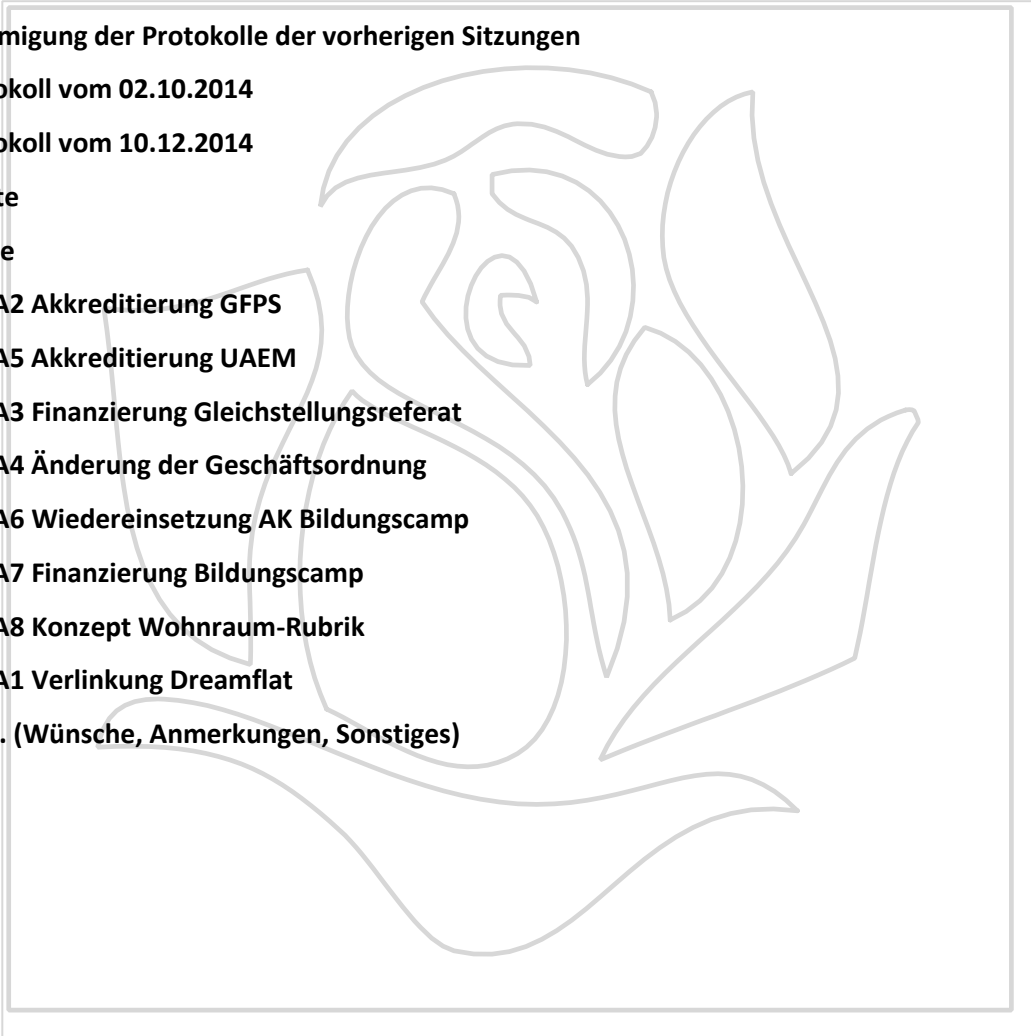 migung der Protokolle der vorherigen Sitzungen
okoll vom 02.10.2014
okoll vom 10.12.2014
te
e
A2 Akkreditierung GFPS
A5 Akkreditierung UAEM
A3 Finanzierung Gleichstellungsreferat
A4 Änderung der Geschäftsordnung
A6 Wiedereinsetzung AK Bildungscamp
A7 Finanzierung Bildungscamp
A8 Konzept Wohnraum-Rubrik
A1 Verlinkung Dreamflat
. (Wünsche, Anmerkungen, Sonstiges)